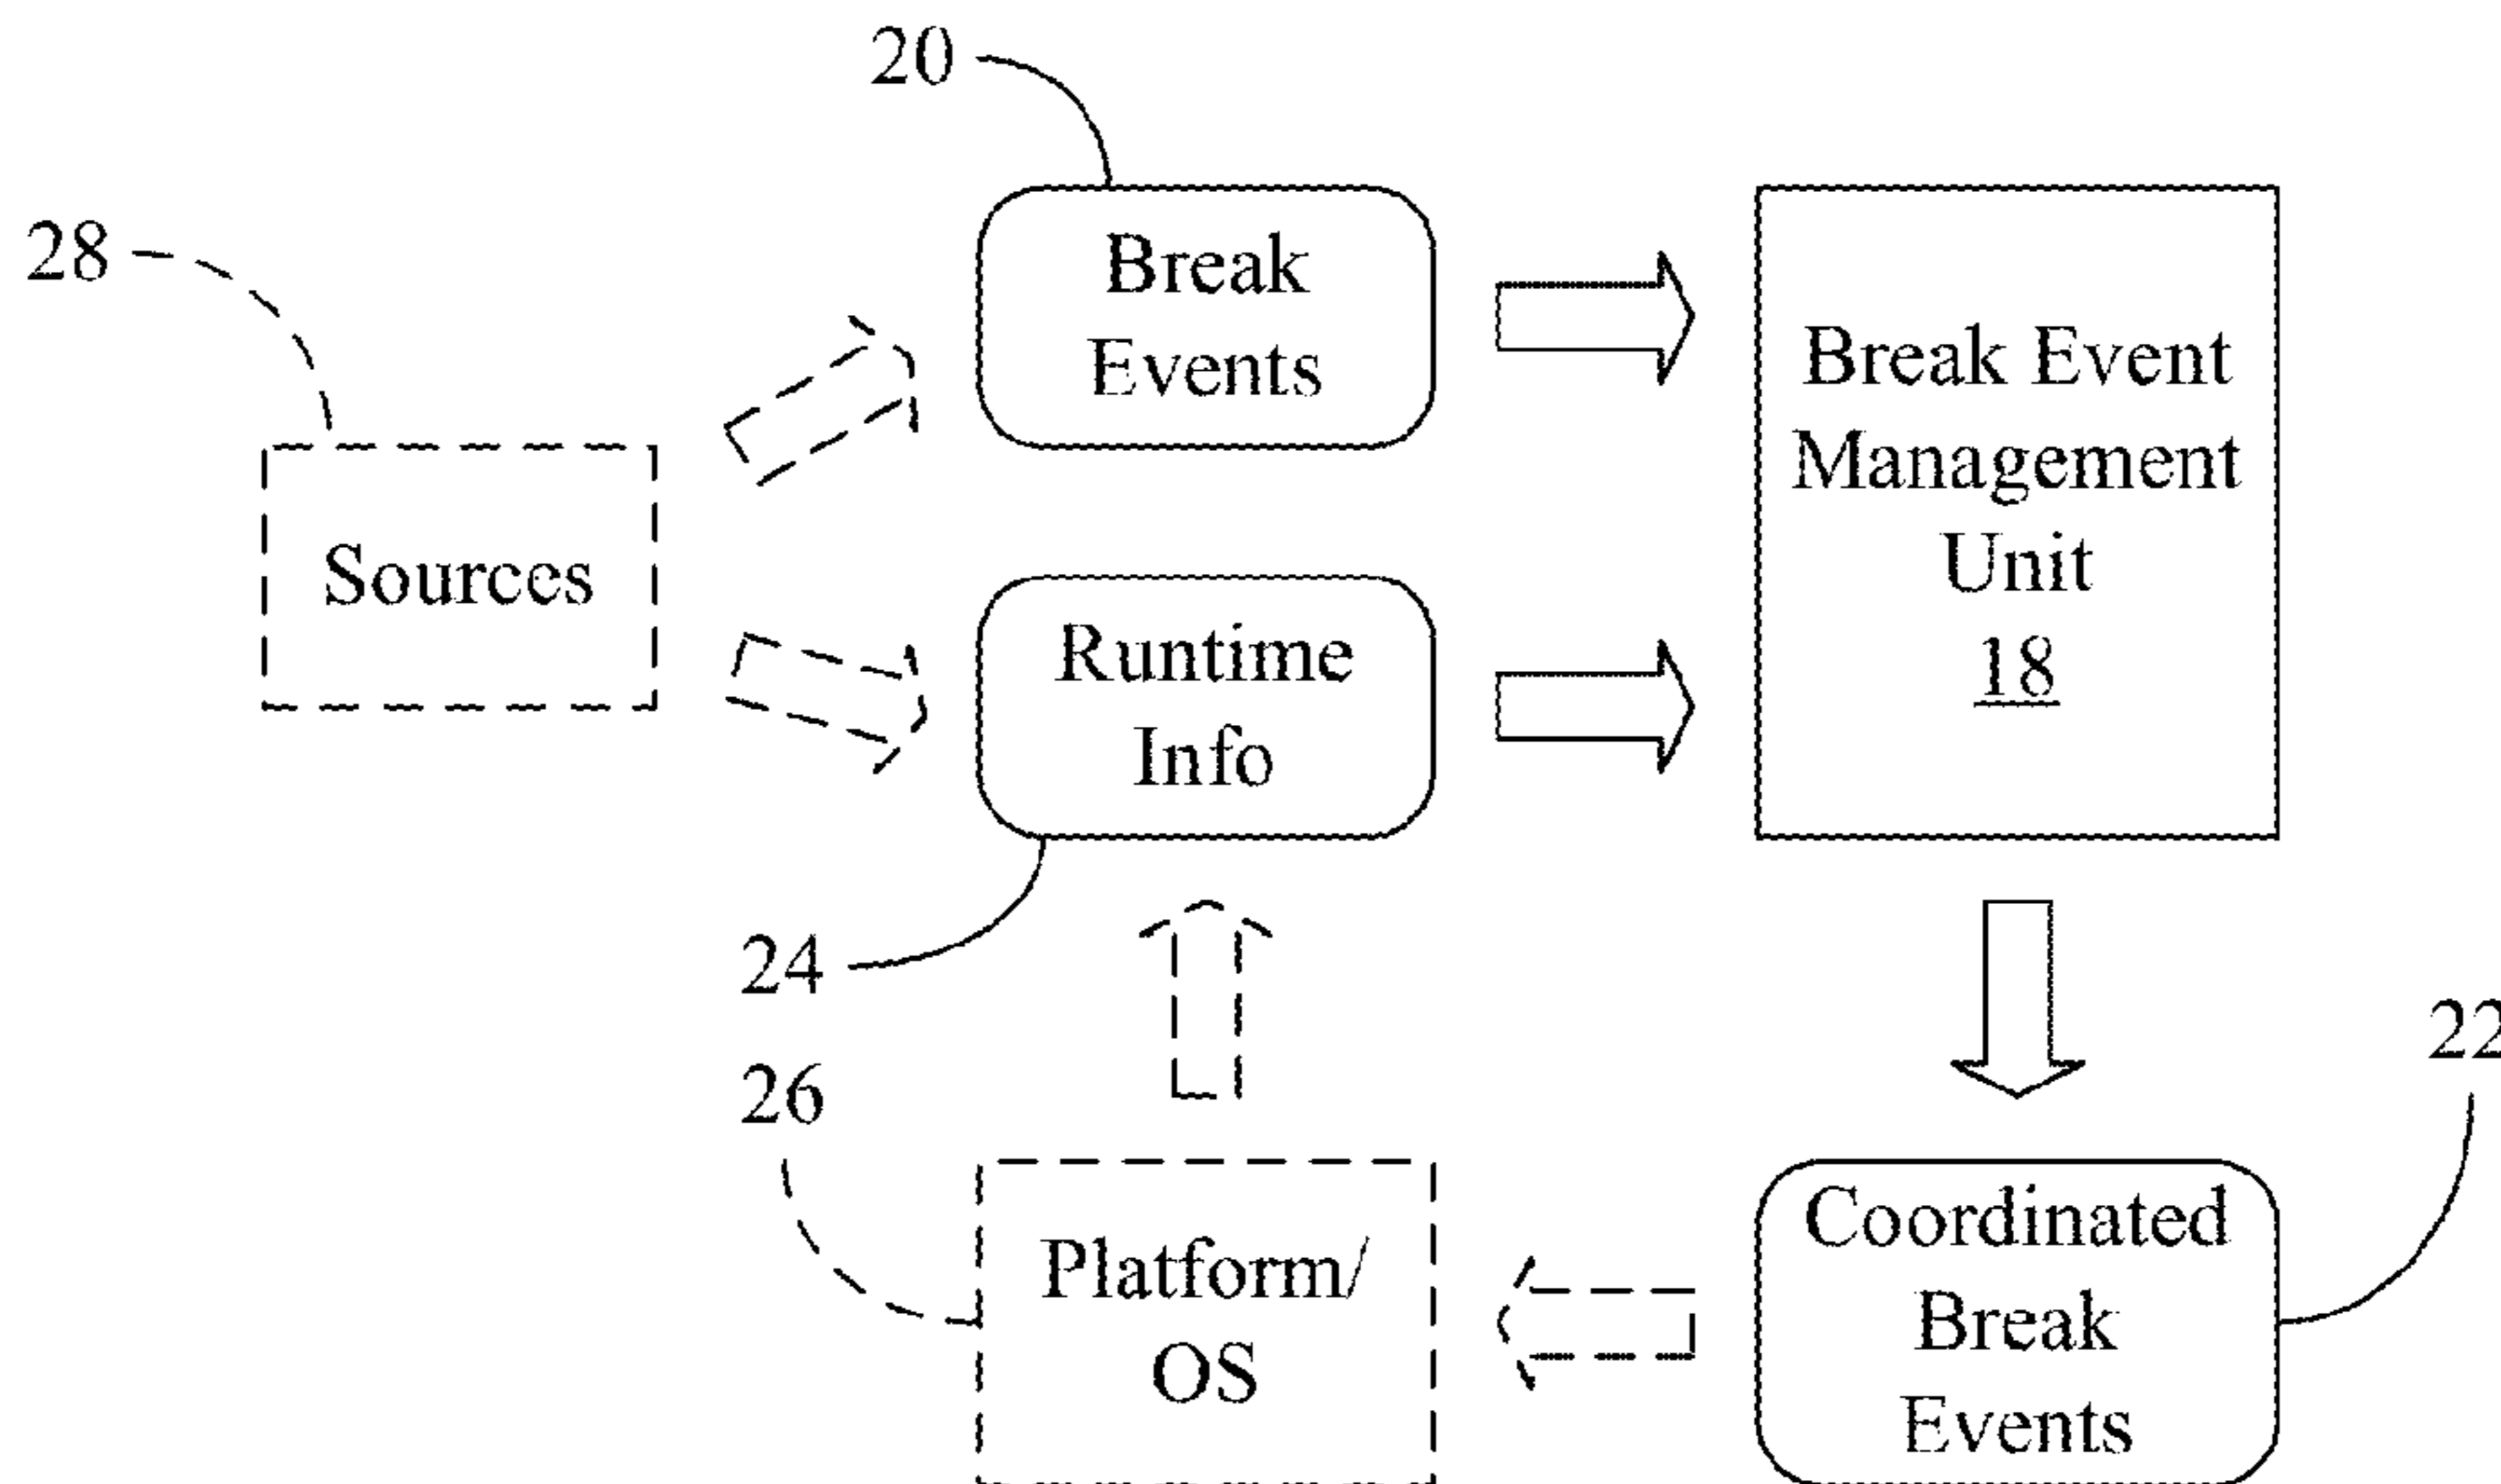 20
28
Break
Events
Break Event
Management
Unit
18
Sources
Runtime
Info
24
26
22
Platform/
OS
Coordinated
Break
Events